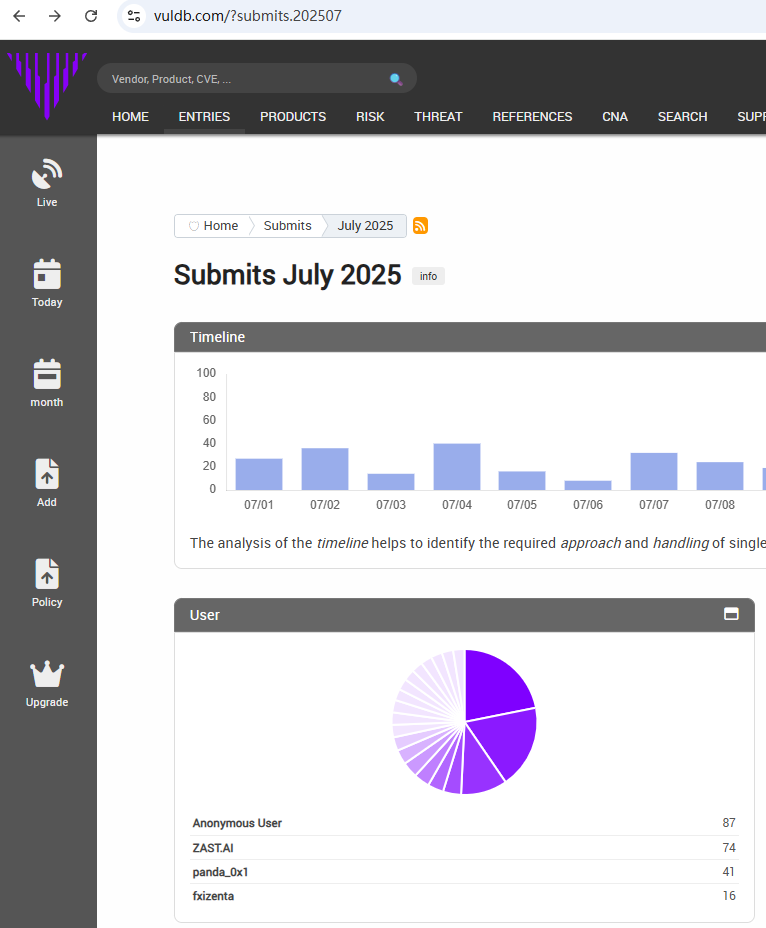 vuldb.com/?submits.202507
Vendor, Product, CVE, ...
HOME ENTRIES PRODUCTS RISK THREAT REFERENCES CNA SEARCH SUPP
Live
Today
month
Add
Policy
Upgrade
Home Submits July 2025
Submits July 2025 info
Timeline
100
80
60
40
20
0
07/01 07/02 07/03 07/04 07/05 07/06 07/07 07/08
The analysis of the timeline helps to identify the required approach and handling of single
User
Anonymous User 87
ZAST.AI 74
panda_0x1 41
fxizenta 16